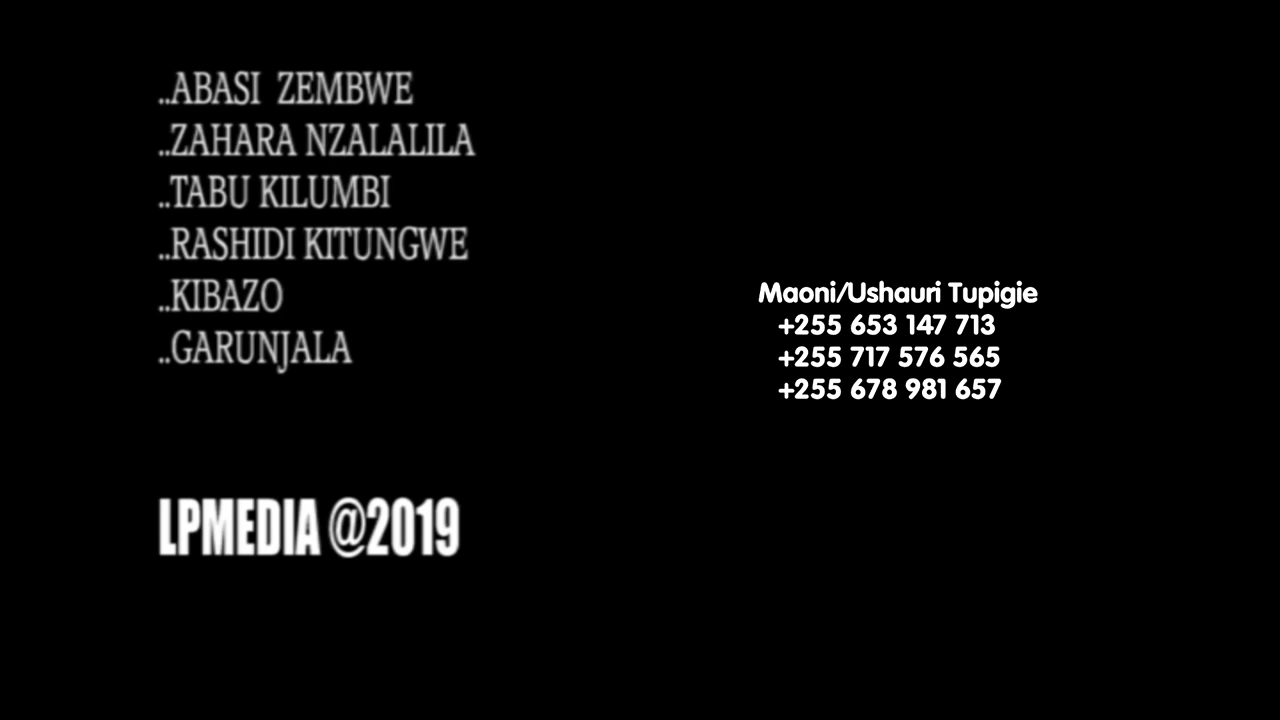 ..ABASI ZEMBWE
..ZAHARA NZALALILA
..TABU KILUMBI
..RASHIDI KITUNGWE
..KIBAZO
..GARUNJALA
LPMEDIA @2019
Maoni/Ushauri Tupigie
+255 653 147 713
+255 717 576 565
+255 678 981 657